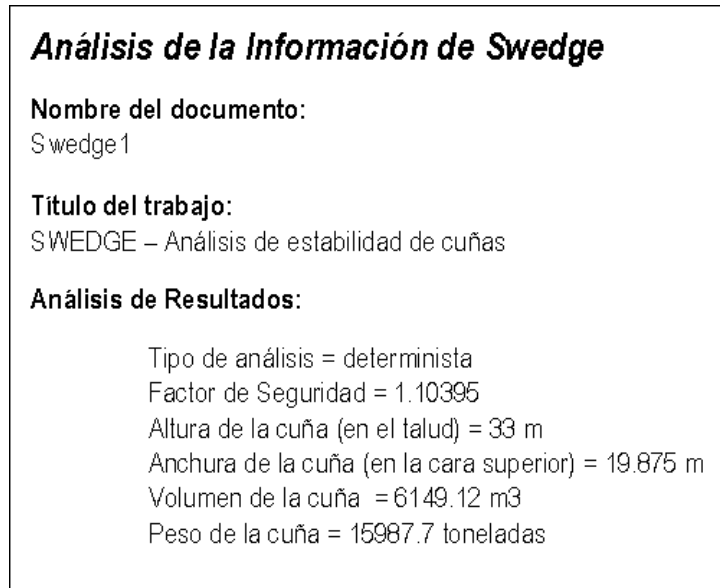 Análisis de la Información de Swedge
Nombre del documento:
Swedge1
Título del trabajo:
SWEDGE – Análisis de estabilidad de cuñas
Análisis de Resultados:
Tipo de análisis = determinista
Factor de Seguridad = 1.10395
Altura de la cuña (en el talud) = 33 m
Anchura de la cuña (en la cara superior) = 19.875 m
Volumen de la cuña = 6149.12 m3
Peso de la cuña = 15987.7 toneladas